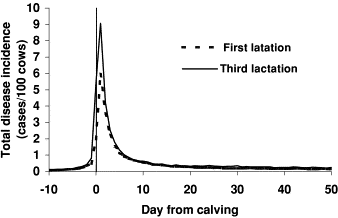 Total disease incidence
(cases/100 cows)
10
9
8
7
6
5
4
3
2
1
0
First latation
Third lactation
-10 0 10 20 30 40 50
Day from calving